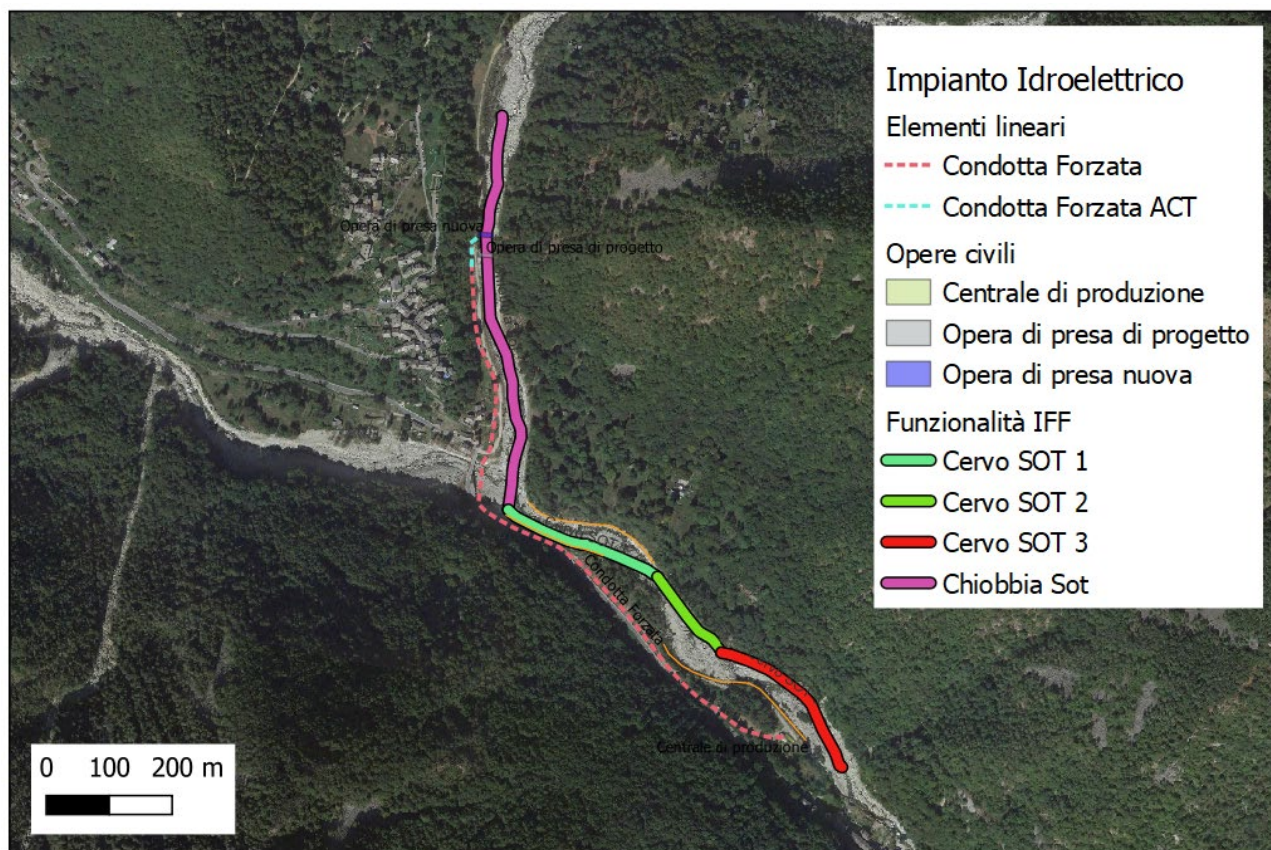 Impianto Idroelettrico
Elementi lineari
Condotta Forzata
Condotta Forzata ACT
Opere civili
Centrale di produzione
Opera di presa di progetto
Opera di presa nuova
Funzionalità IFF
Cervo SOT 1
Cervo SOT 2
Cervo SOT 3
Chiobbia Sot
Opera di presa nuova
Opera di presa di progetto
Condotta Forzata
Centrale di produzione
0 100 200 m